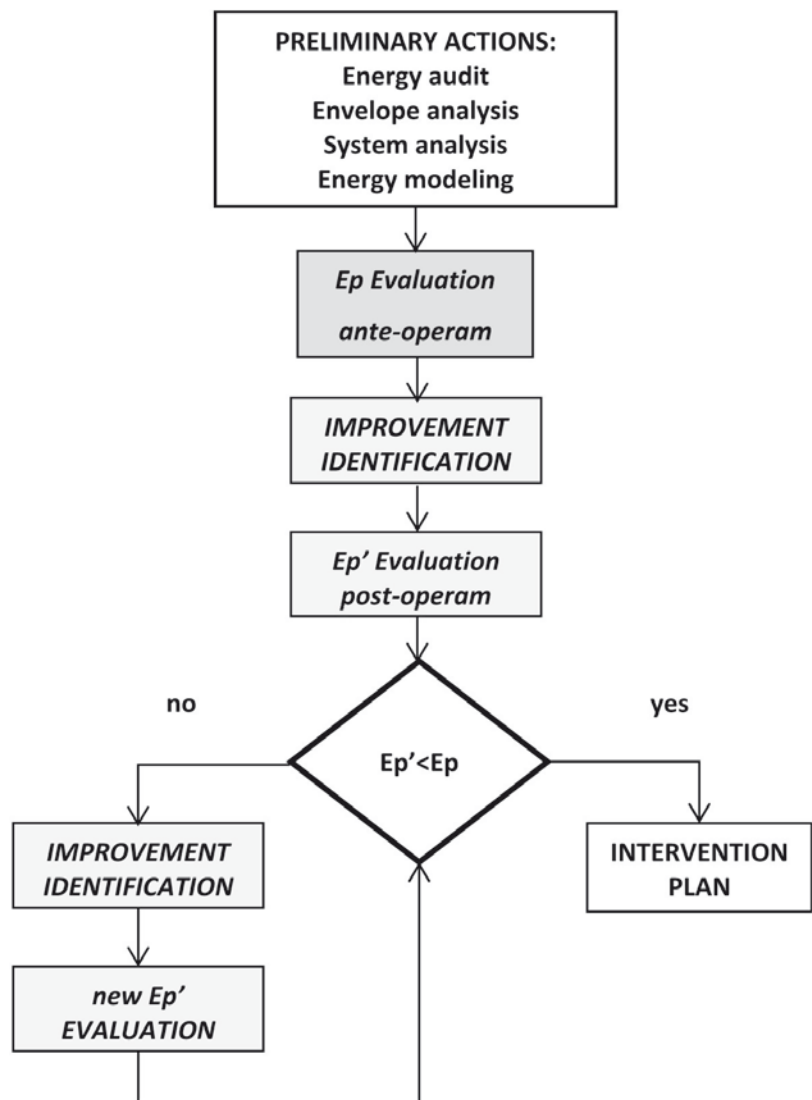 PRELIMINARY ACTIONS:
Energy audit
Envelope analysis
System analysis
Energy modeling
Ep Evaluation
ante-operam
IMPROVEMENT
IDENTIFICATION
Ep’ Evaluation
post-operam
no
yes
Ep’<Ep
IMPROVEMENT
IDENTIFICATION
INTERVENTION
PLAN
new Ep’
EVALUATION